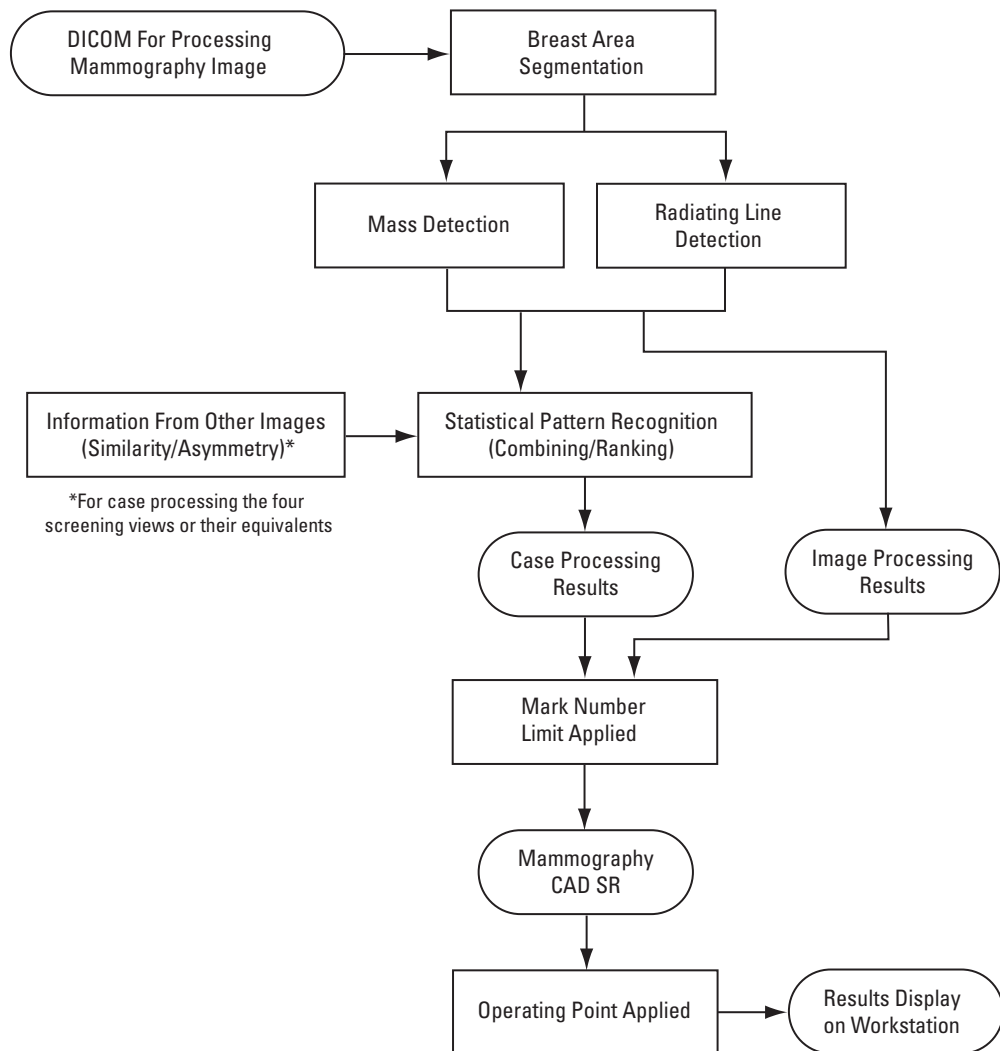 DICOM For Processing
Mammography Image
Breast Area
Segmentation
Mass Detection
Radiating Line
Detection
Information From Other Images
(Similarity/Asymmetry)*
*For case processing the four
screening views or their equivalents
Statistical Pattern Recognition
(Combining/Ranking)
Case Processing
Results
Image Processing
Results
Mark Number
Limit Applied
Mammography
CAD SR
Operating Point Applied
Results Display
on Workstation